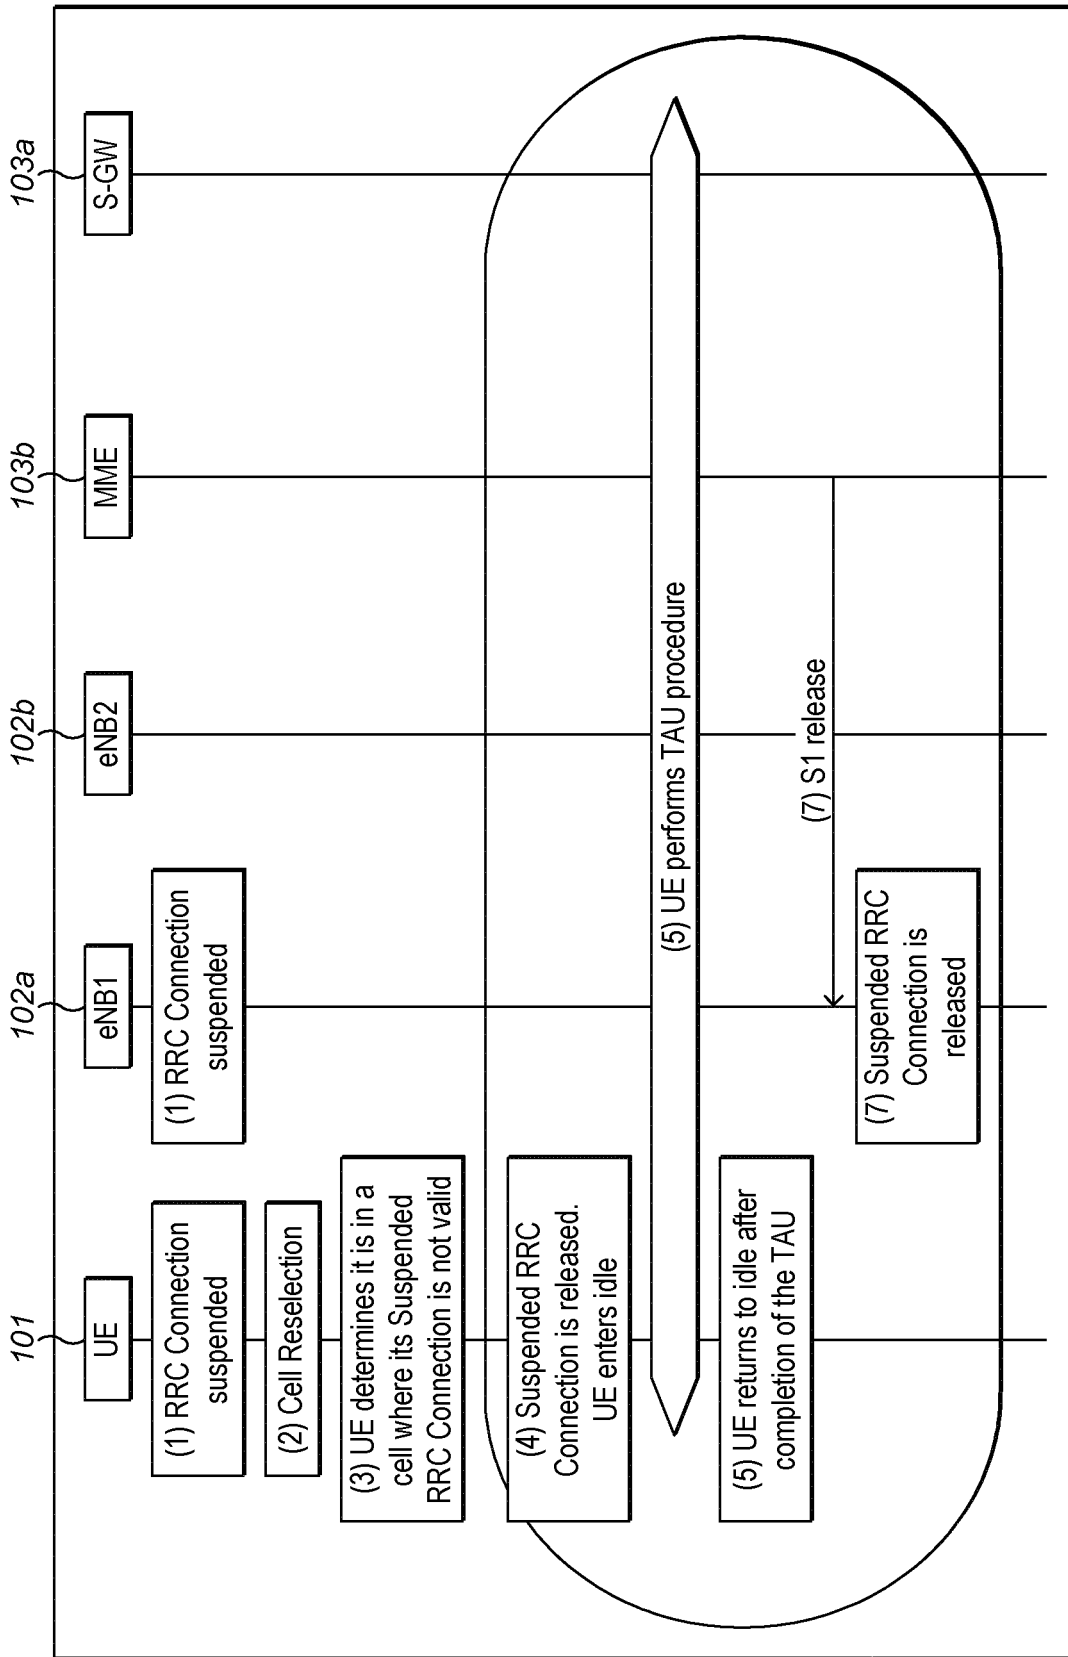 101
102a
102b
103b
103a
UE
eNB1
eNB2
MME
S-GW
(1) RRC Connection
suspended
(1) RRC Connection
suspended
(2) Cell Reselection
(3) UE determines it is in a
cell where its Suspended
RRC Connection is not valid
(4) Suspended RRC
Connection is released.
UE enters idle
(5) UE performs TAU procedure
(5) UE returns to idle after
completion of the TAU
(7) S1 release
(7) Suspended RRC
Connection is
released